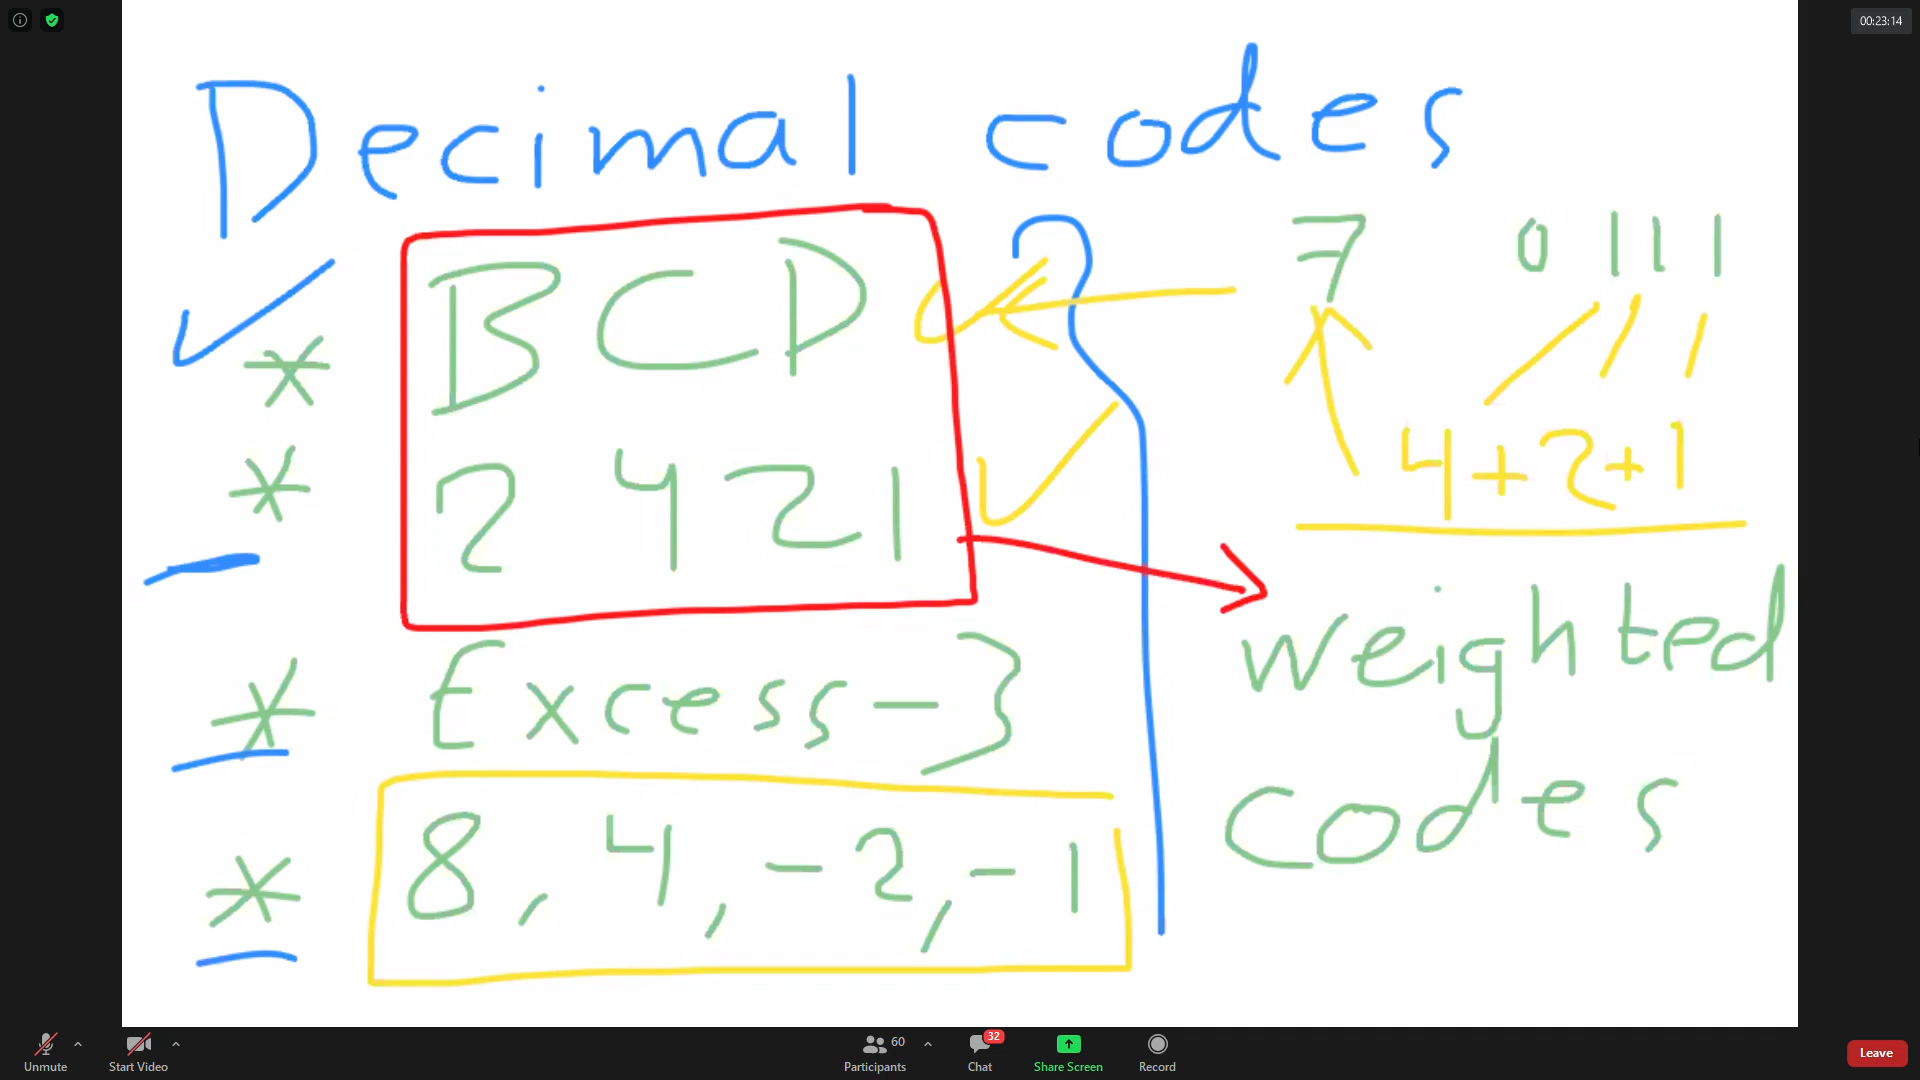 00:23:14
Decimal codes
* BCD
* 2421
* Excess-3
* 8, 4, -2, -1
7 0111
4+2+1
weighted
codes
Unmute
Start Video
60
Participants
32
Chat
Share Screen
Record
Leave